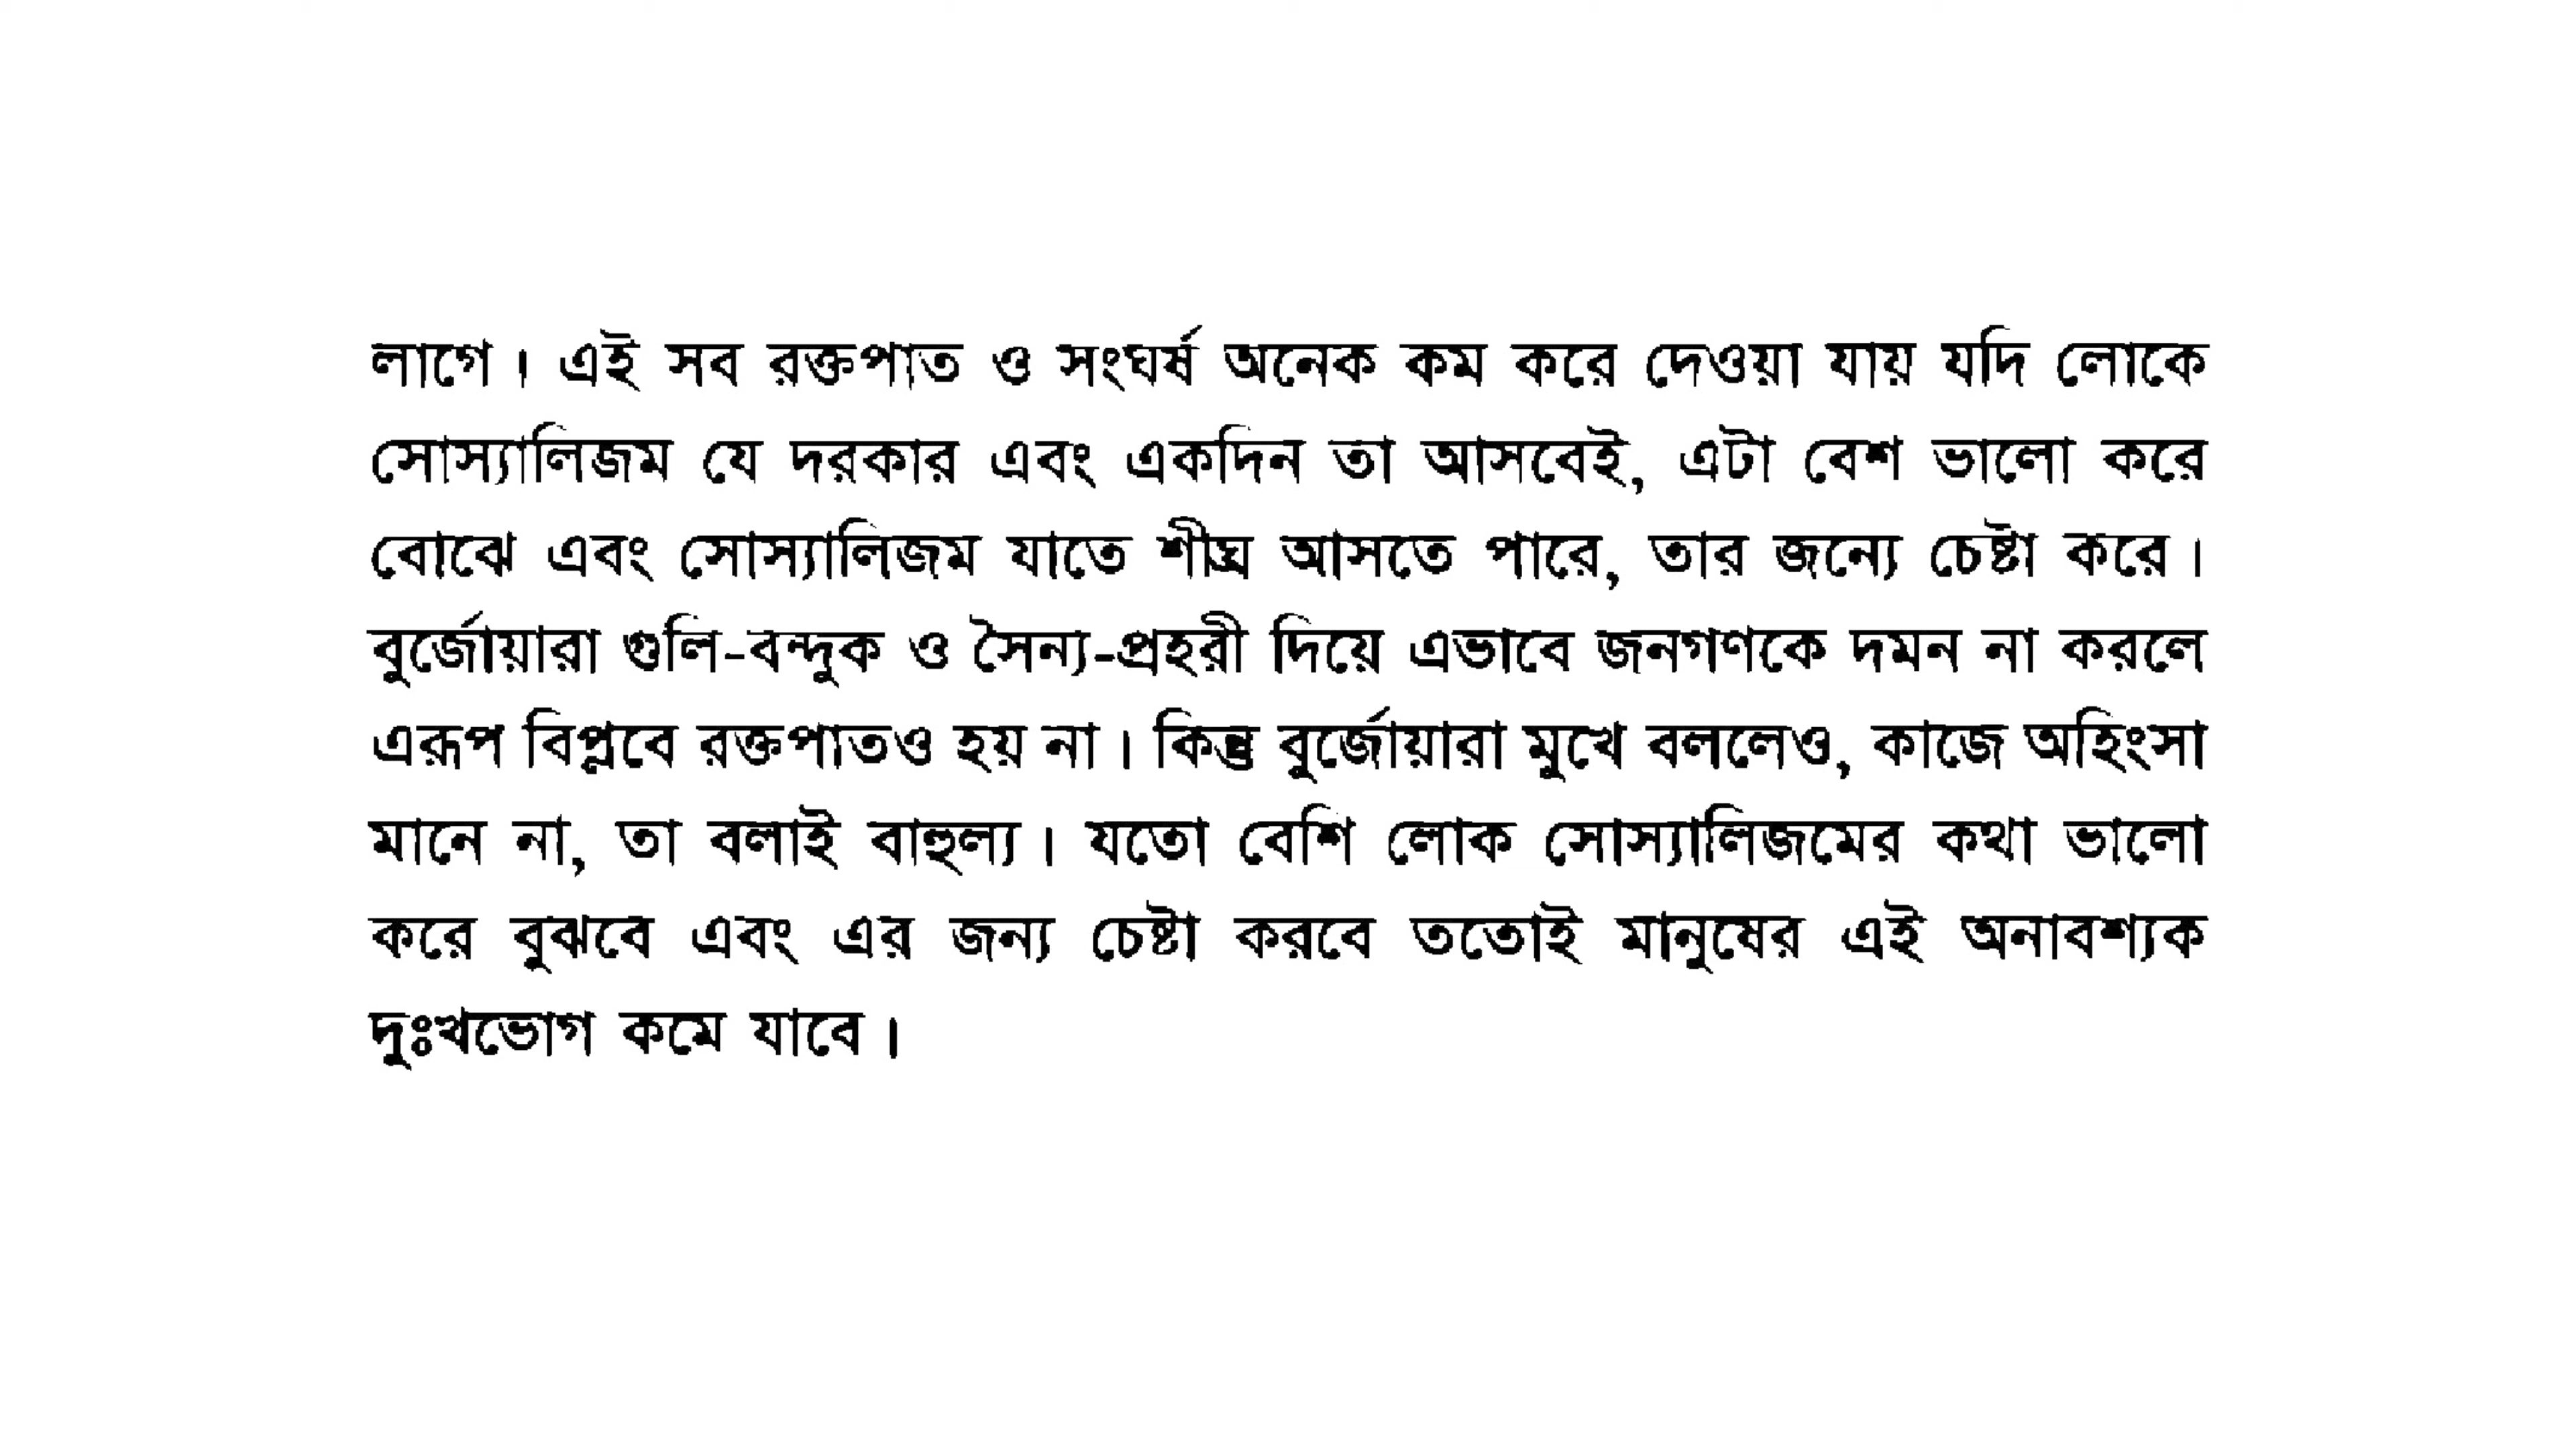 লাগে। এই সব রক্তপাত ও সংঘর্ষ অনেক কম করে দেওয়া যায় যদি লোকে
সোস্যালিজম যে দরকার এবং একদিন তা আসবেই, এটা বেশ ভালো করে
বোঝে এবং সোস্যালিজম যাতে শীঘ্র আসতে পারে, তার জন্যে চেষ্টা করে।
বুর্জোয়ারা গুলি-বন্দুক ও সৈন্য-প্রহরী দিয়ে এভাবে জনগণকে দমন না করলে
এরূপ বিপ্লবে রক্তপাতও হয় না। কিন্তু বুর্জোয়ারা মুখে বললেও, কাজে অহিংসা
মানে না, তা বলাই বাহুল্য। যতো বেশি লোক সোস্যালিজমের কথা ভালো
করে বুঝবে এবং এর জন্য চেষ্টা করবে ততোই মানুষের এই অনাবশ্যক
দুঃখভোগ কমে যাবে।